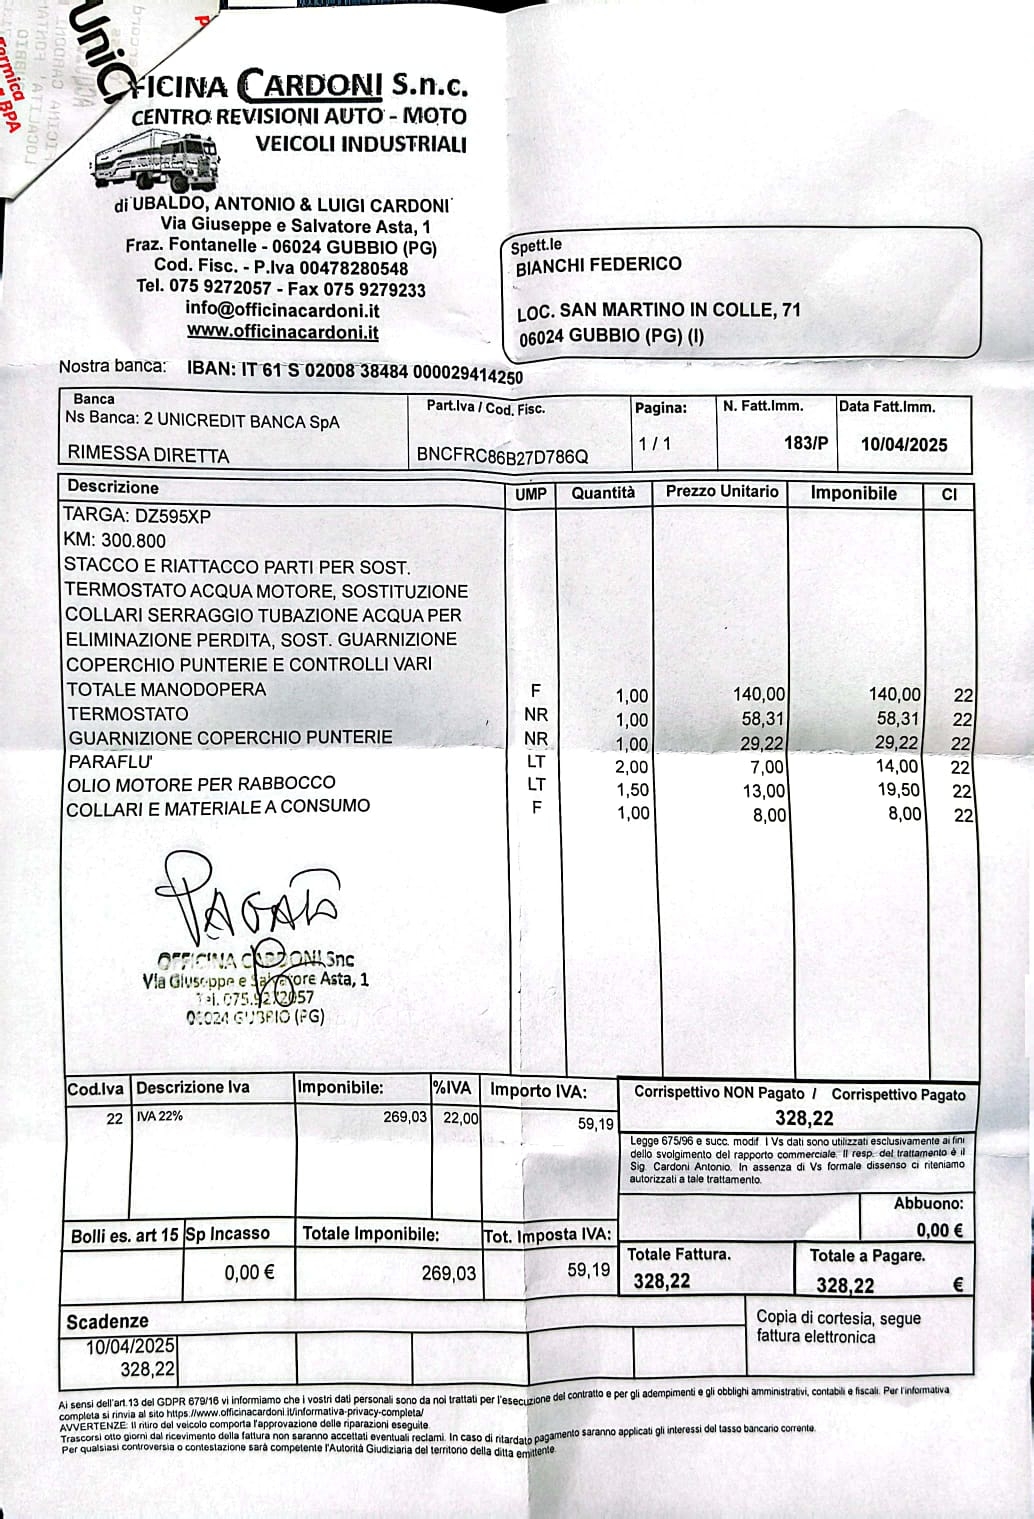 UniC
OFFICINA CARDONI S.n.c.
CENTRO REVISIONI AUTO - MOTO
VEICOLI INDUSTRIALI
di UBALDO, ANTONIO & LUIGI CARDONI
Via Giuseppe e Salvatore Asta, 1
Fraz. Fontanelle - 06024 GUBBIO (PG)
Cod. Fisc. - P.Iva 00478280548
Tel. 075 9272057 - Fax 075 9279233
info@officinacardoni.it
www.officinacardoni.it
Spett.le
BIANCHI FEDERICO
LOC. SAN MARTINO IN COLLE, 71
06024 GUBBIO (PG) (I)
Nostra banca: IBAN: IT 61 S 02008 38484 000029414250
Banca
Ns Banca: 2 UNICREDIT BANCA SpA
RIMESSA DIRETTA
Part.Iva / Cod. Fisc.
BNCFRC86B27D786Q
Pagina:
1 / 1
N. Fatt.Imm.
183/P
Data Fatt.Imm.
10/04/2025
Descrizione UMP Quantità Prezzo Unitario Imponibile CI
TARGA: DZ595XP
KM: 300.800
STACCO E RIATTACCO PARTI PER SOST.
TERMOSTATO ACQUA MOTORE, SOSTITUZIONE
COLLARI SERRAGGIO TUBAZIONE ACQUA PER
ELIMINAZIONE PERDITA, SOST. GUARNIZIONE
COPERCHIO PUNTERIE E CONTROLLI VARI
TOTALE MANODOPERA F 1,00 140,00 140,00 22
TERMOSTATO NR 1,00 58,31 58,31 22
GUARNIZIONE COPERCHIO PUNTERIE NR 1,00 29,22 29,22 22
PARAFLU' LT 2,00 7,00 14,00 22
OLIO MOTORE PER RABBOCCO LT 1,50 13,00 19,50 22
COLLARI E MATERIALE A CONSUMO F 1,00 8,00 8,00 22
PAGATO
OFFICINA CARDONI Snc
Via Giuseppe e Salvatore Asta, 1
Tel. 075.9272057
06024 GUBBIO (PG)
Cod.Iva Descrizione Iva Imponibile: %IVA Importo IVA:
22 IVA 22% 269,03 22,00 59,19
Corrispettivo NON Pagato / Corrispettivo Pagato
328,22
Legge 675/96 e succ. modif. I Vs dati sono utilizzati esclusivamente ai fini
dello svolgimento del rapporto commerciale. Il resp. del trattamento è il
Sig. Cardoni Antonio. In assenza di Vs formale dissenso ci riteniamo
autorizzati a tale trattamento.
Abbuono:
0,00 €
Bolli es. art 15 Sp Incasso Totale Imponibile: Tot. Imposta IVA:
0,00 € 269,03 59,19
Totale Fattura.
328,22
Totale a Pagare.
328,22 €
Scadenze
10/04/2025
328,22
Copia di cortesia, segue
fattura elettronica
Ai sensi dell'art.13 del GDPR 679/16 vi informiamo che i vostri dati personali sono da noi trattati per l'esecuzione del contratto e per gli adempimenti e gli obblighi amministrativi, contabili e fiscali. Per l'informativa
completa si rinvia al sito https://www.officinacardoni.it/informativa-privacy-completa/
AVVERTENZE: Il ritiro del veicolo comporta l'approvazione delle riparazioni eseguite.
Trascorsi otto giorni dal ricevimento della fattura non saranno accettati eventuali reclami. In caso di ritardato pagamento saranno applicati gli interessi del tasso bancario corrente.
Per qualsiasi controversia o contestazione sarà competente l'Autorità Giudiziaria del territorio della ditta emittente.